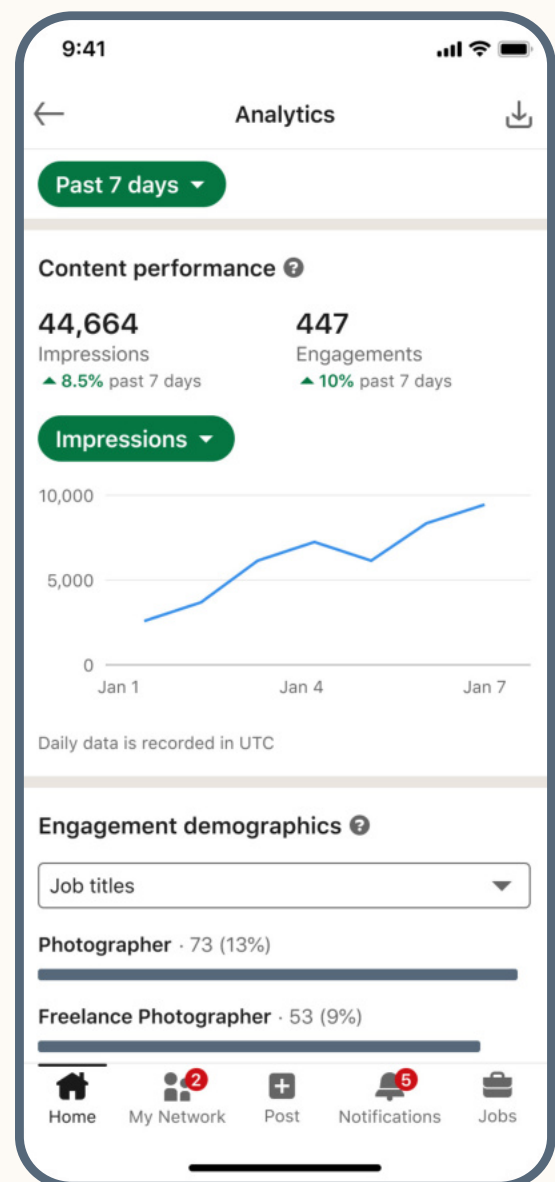 9:41
Analytics
Past 7 days
Content performance ?
44,664 447
Impressions Engagements
8.5% past 7 days 10% past 7 days
Impressions
10,000
5,000
0
Jan 1 Jan 4 Jan 7
Daily data is recorded in UTC
Engagement demographics ?
Job titles
Photographer · 73 (13%)
Freelance Photographer · 53 (9%)
2 5
Home My Network Post Notifications Jobs